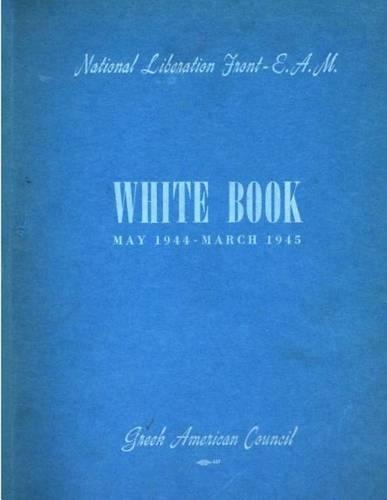 National Liberation Front - E.A.M.
WHITE BOOK
MAY 1944 - MARCH 1945
Greek American Council